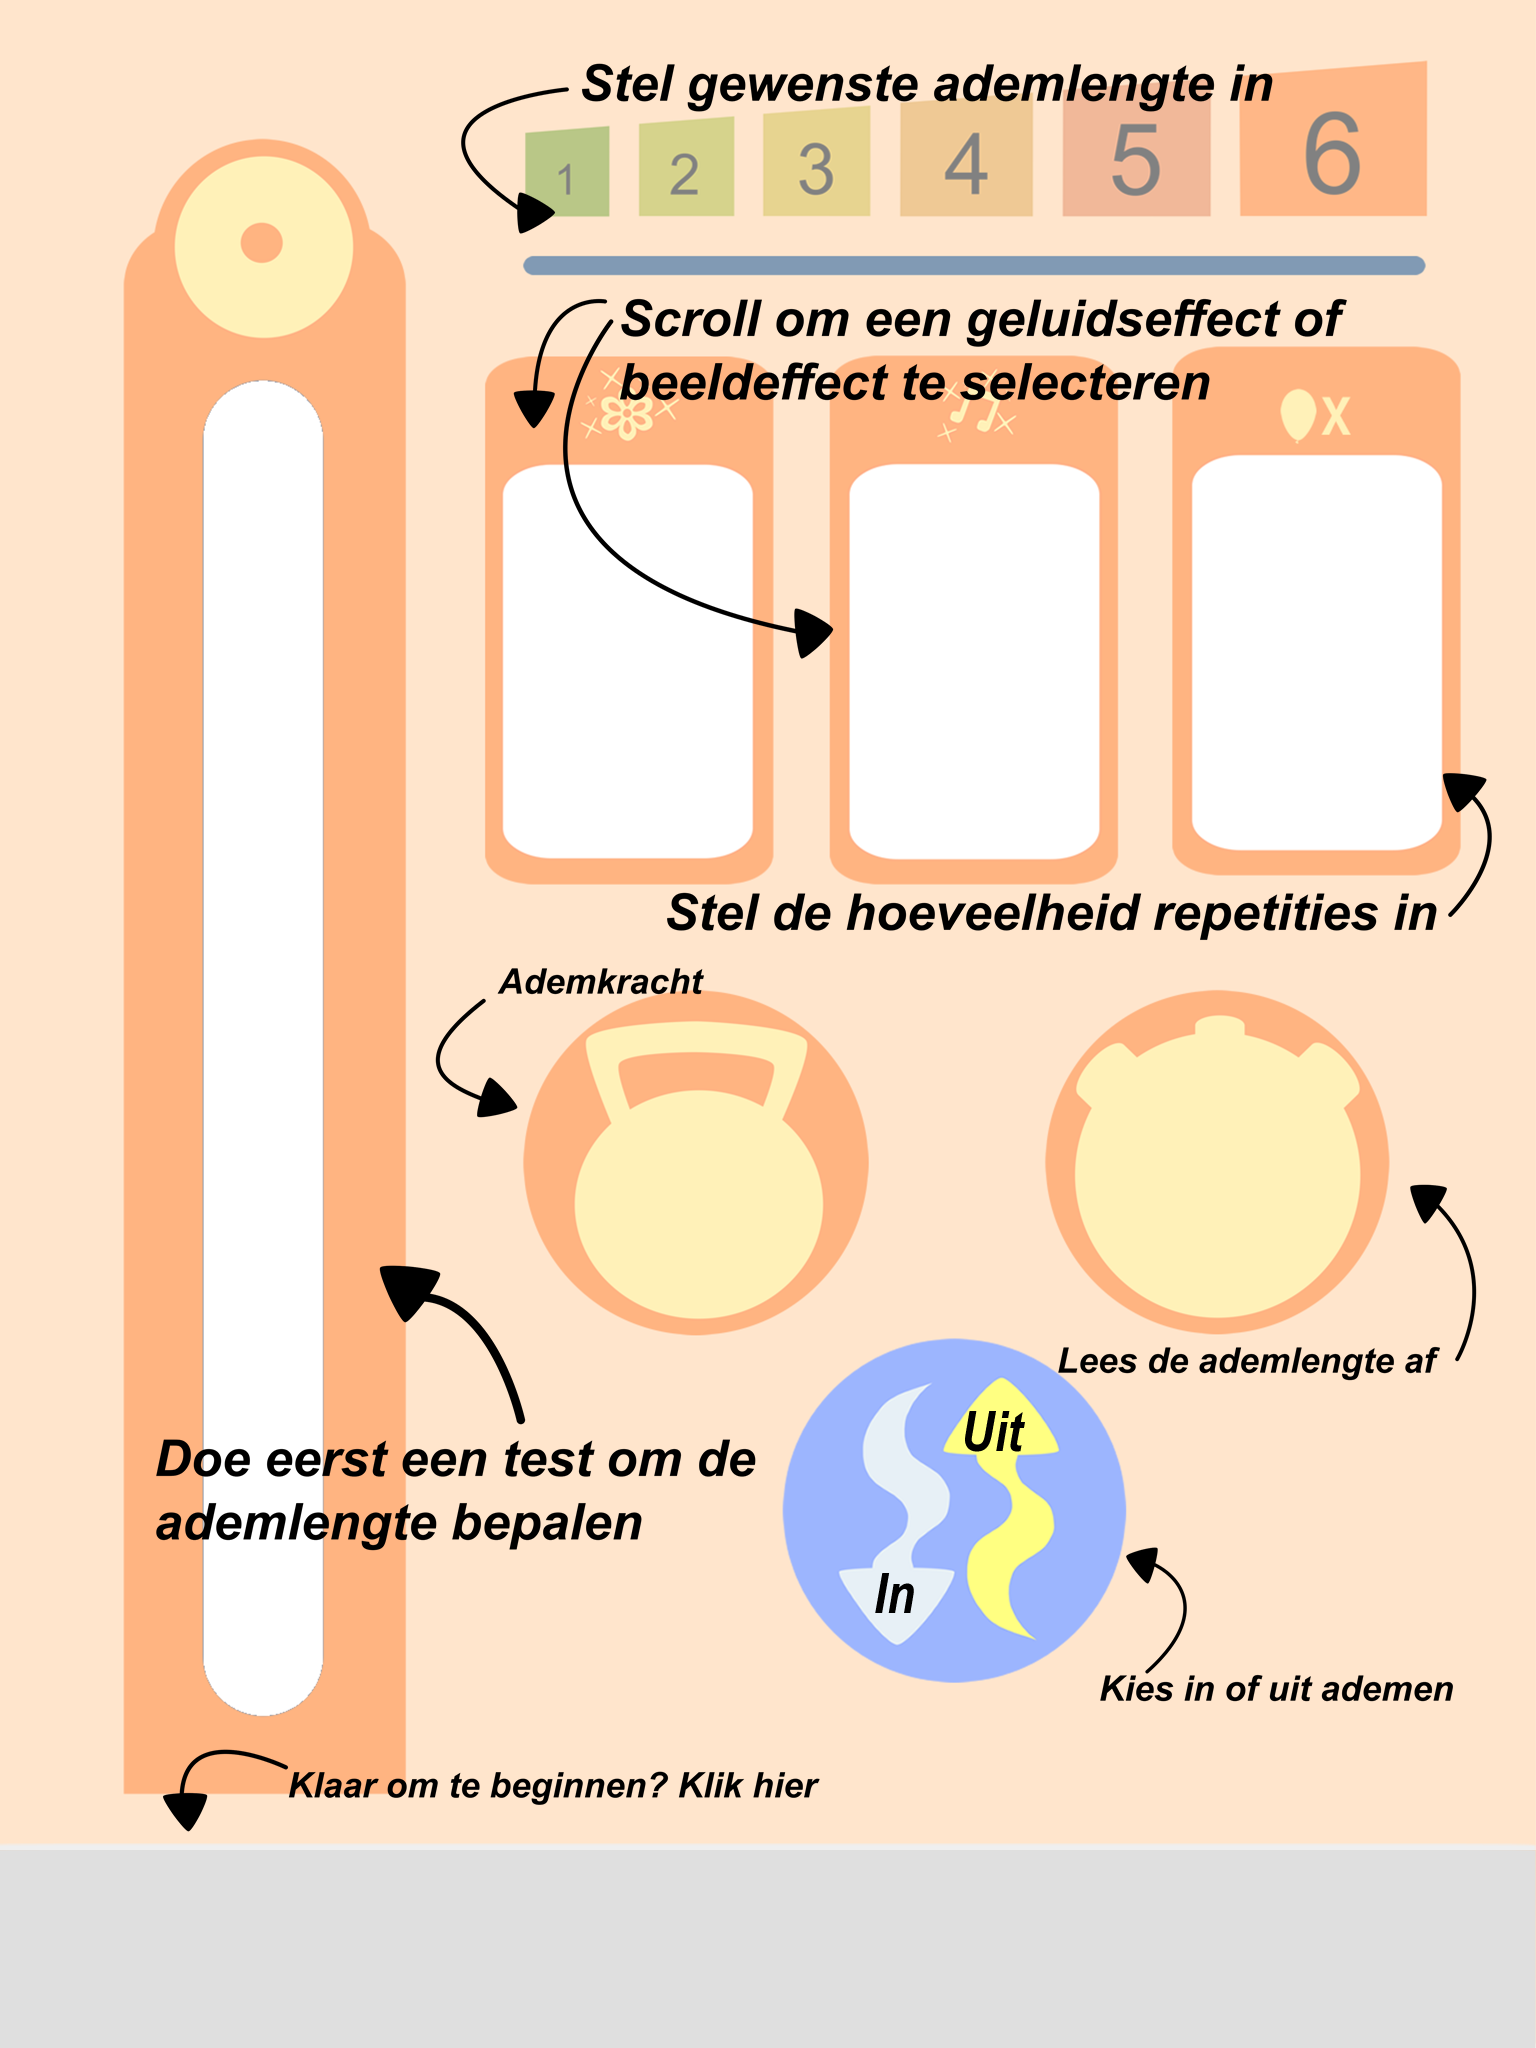 Stel gewenste ademlengte in
1 2 3 4 5 6
Scroll om een geluidseffect of
beeldeffect te selecteren
X
Stel de hoeveelheid repetities in
Ademkracht
Lees de ademlengte af
Uit
Doe eerst een test om de
ademlengte bepalen
In
Kies in of uit ademen
Klaar om te beginnen? Klik hier